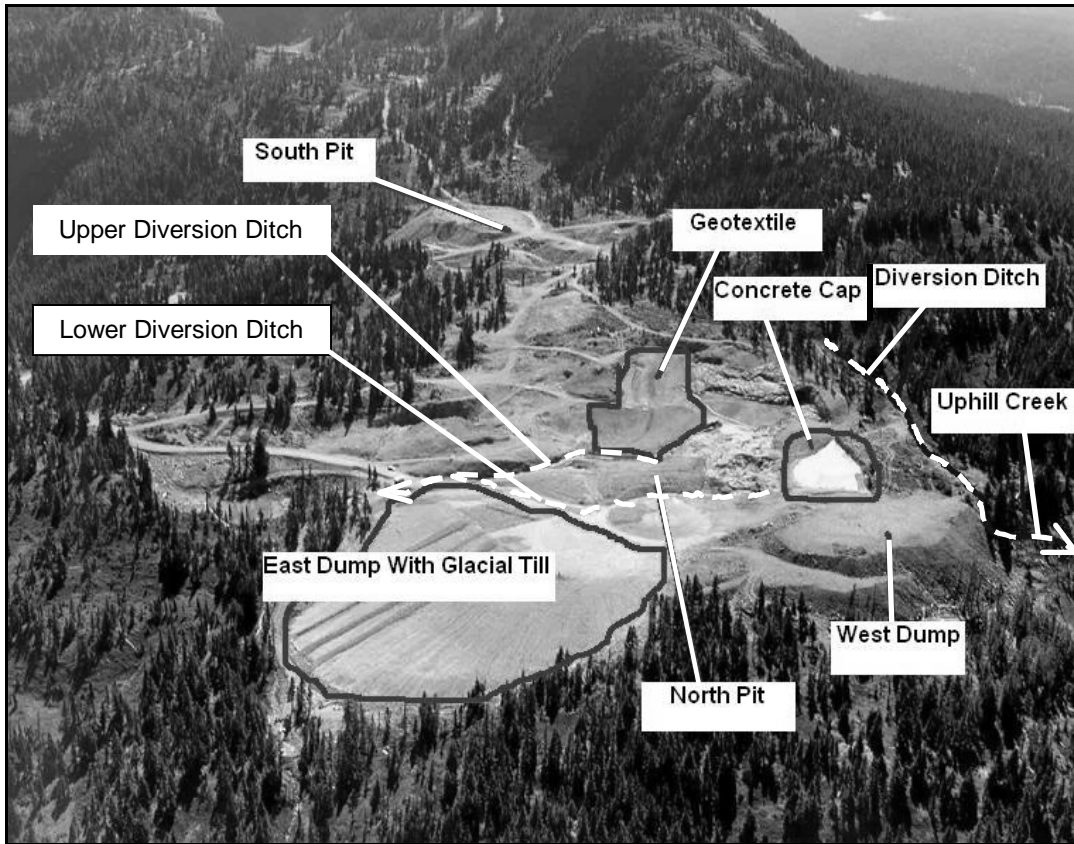 South Pit
Upper Diversion Ditch
Geotextile
Diversion Ditch
Concrete Cap
Lower Diversion Ditch
Uphill Creek
East Dump With Glacial Till
West Dump
North Pit